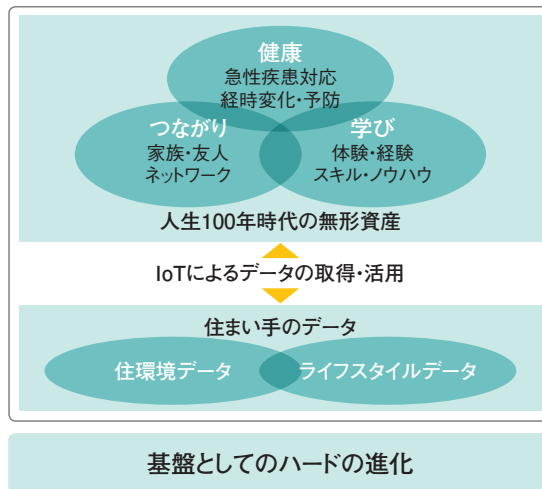 健康
急性疾患対応
経時変化・予防
つながり
家族・友人
ネットワーク
学び
体験・経験
スキル・ノウハウ
人生100年時代の無形資産
IoTによるデータの取得・活用
住まい手のデータ
住環境データ
ライフスタイルデータ
基盤としてのハードの進化